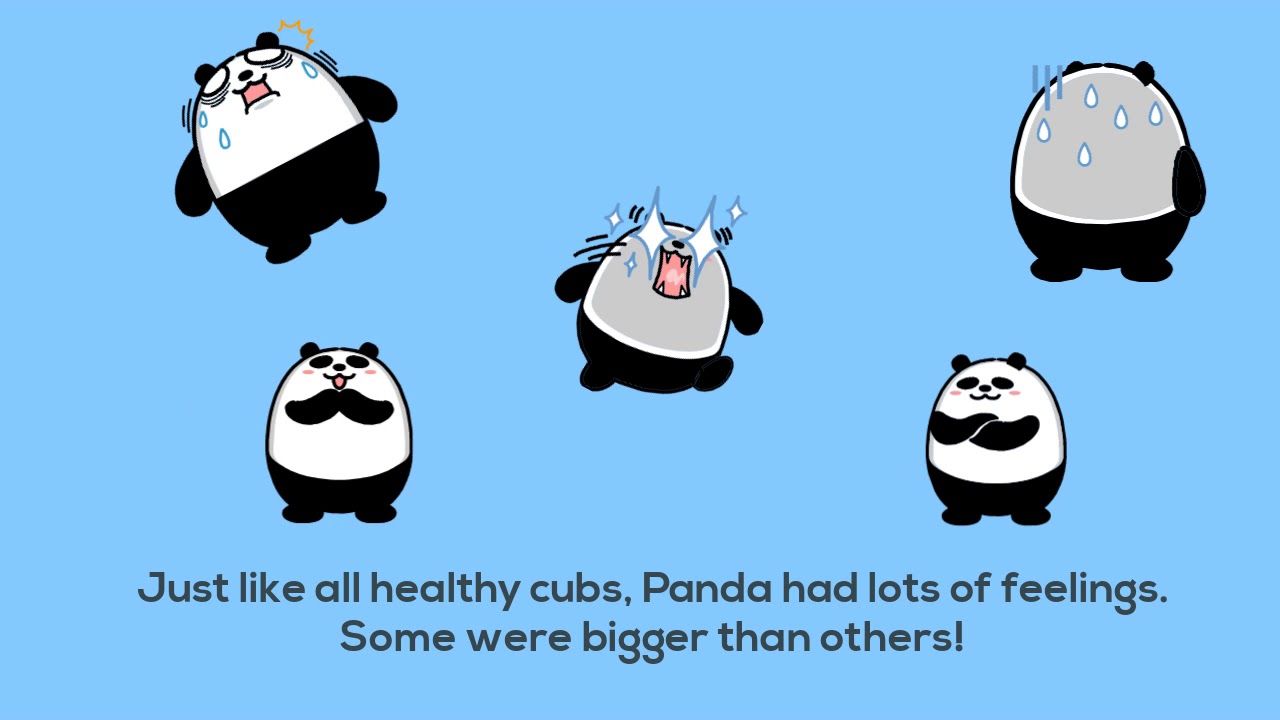 Just like all healthy cubs, Panda had lots of feelings.
Some were bigger than others!